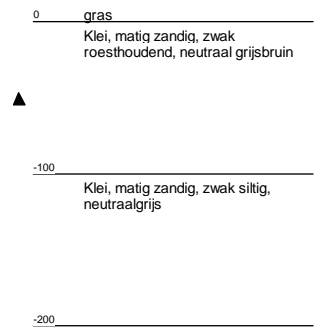 0 gras
Klei, matig zandig, zwak
roesthoudend, neutraal grijsbruin
-100
Klei, matig zandig, zwak siltig,
neutraalgrijs
-200